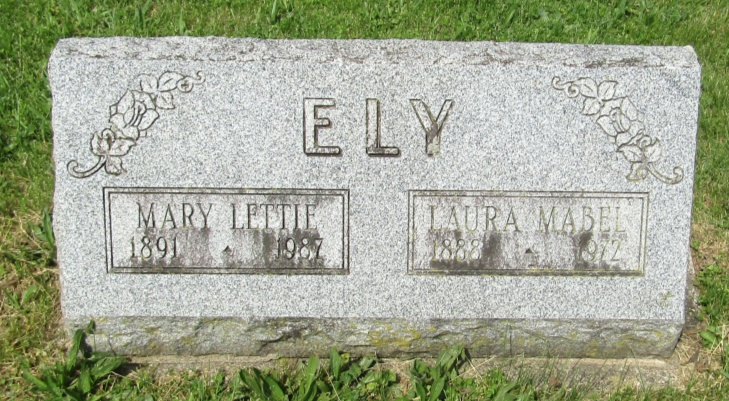 ELY
MARY LETTIE
1891 - 1987
LAURA MABEL
1888 - 1972